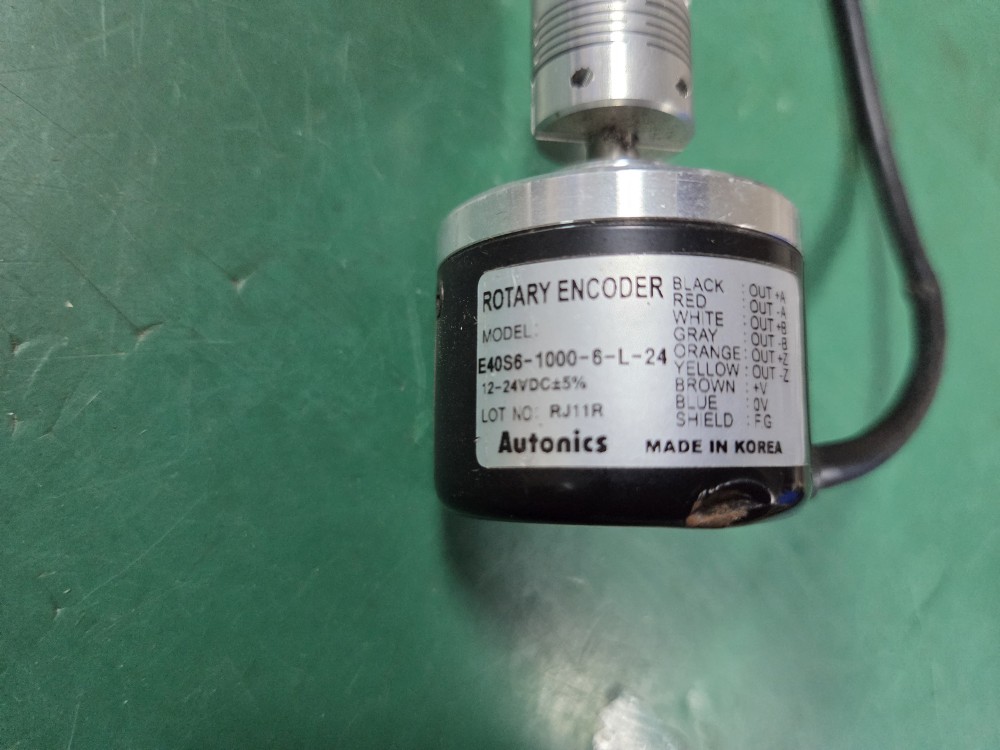 ROTARY ENCODER
MODEL:
E40S6-1000-6-L-24
12-24VDC±5%
LOT NO: RJ11R
Autonics
BLACK : OUT +A
RED : OUT -A
WHITE : OUT +B
GRAY : OUT -B
ORANGE : OUT +Z
YELLOW : OUT -Z
BROWN : +V
BLUE : 0V
SHIELD : FG
MADE IN KOREA